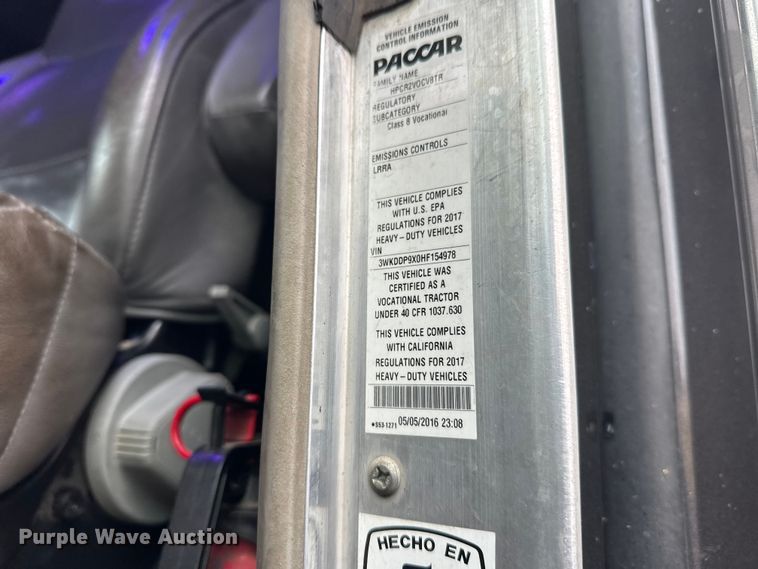 VEHICLE EMISSION
CONTROL INFORMATION
PACCAR
FAMILY NAME
HPCR2VOCV8TR
REGULATORY
SUBCATEGORY
Class 8 Vocational
EMISSIONS CONTROLS
LRRA
THIS VEHICLE COMPLIES
WITH U.S. EPA
REGULATIONS FOR 2017
HEAVY-DUTY VEHICLES
VIN
3WKDDP9X0HF154978
THIS VEHICLE WAS
CERTIFIED AS A
VOCATIONAL TRACTOR
UNDER 40 CFR 1037.630
THIS VEHICLE COMPLIES
WITH CALIFORNIA
REGULATIONS FOR 2017
HEAVY-DUTY VEHICLES
*S53-1271 05/05/2016 23:08
HECHO EN
Purple Wave Auction